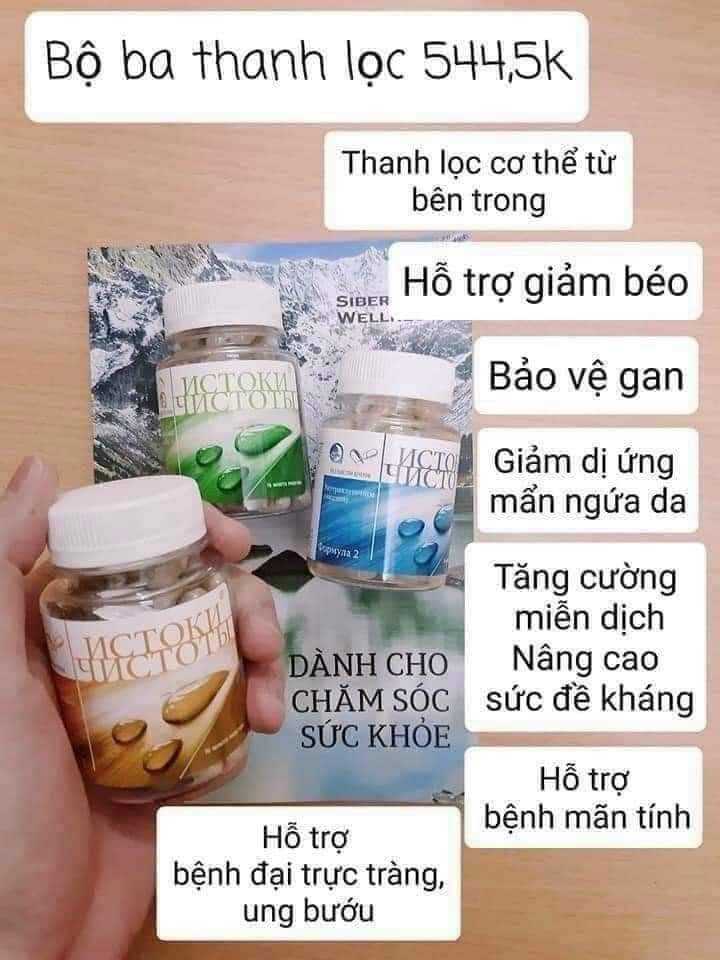 Bộ ba thanh lọc 544,5k
Thanh lọc cơ thể từ
bên trong
SIBER
WELL
Hỗ trợ giảm béo
Bảo vệ gan
ИСТОКИ
ЧИСТОТЫ
ИСТО
ЧИСТО
Формула 2
Giảm dị ứng
mẩn ngứa da
Tăng cường
miễn dịch
Nâng cao
sức đề kháng
ИСТОКИ
ЧИСТОТЫ
DÀNH CHO
CHĂM SÓC
SỨC KHỎE
Hỗ trợ
bệnh mãn tính
Hỗ trợ
bệnh đại trực tràng,
ung bướu